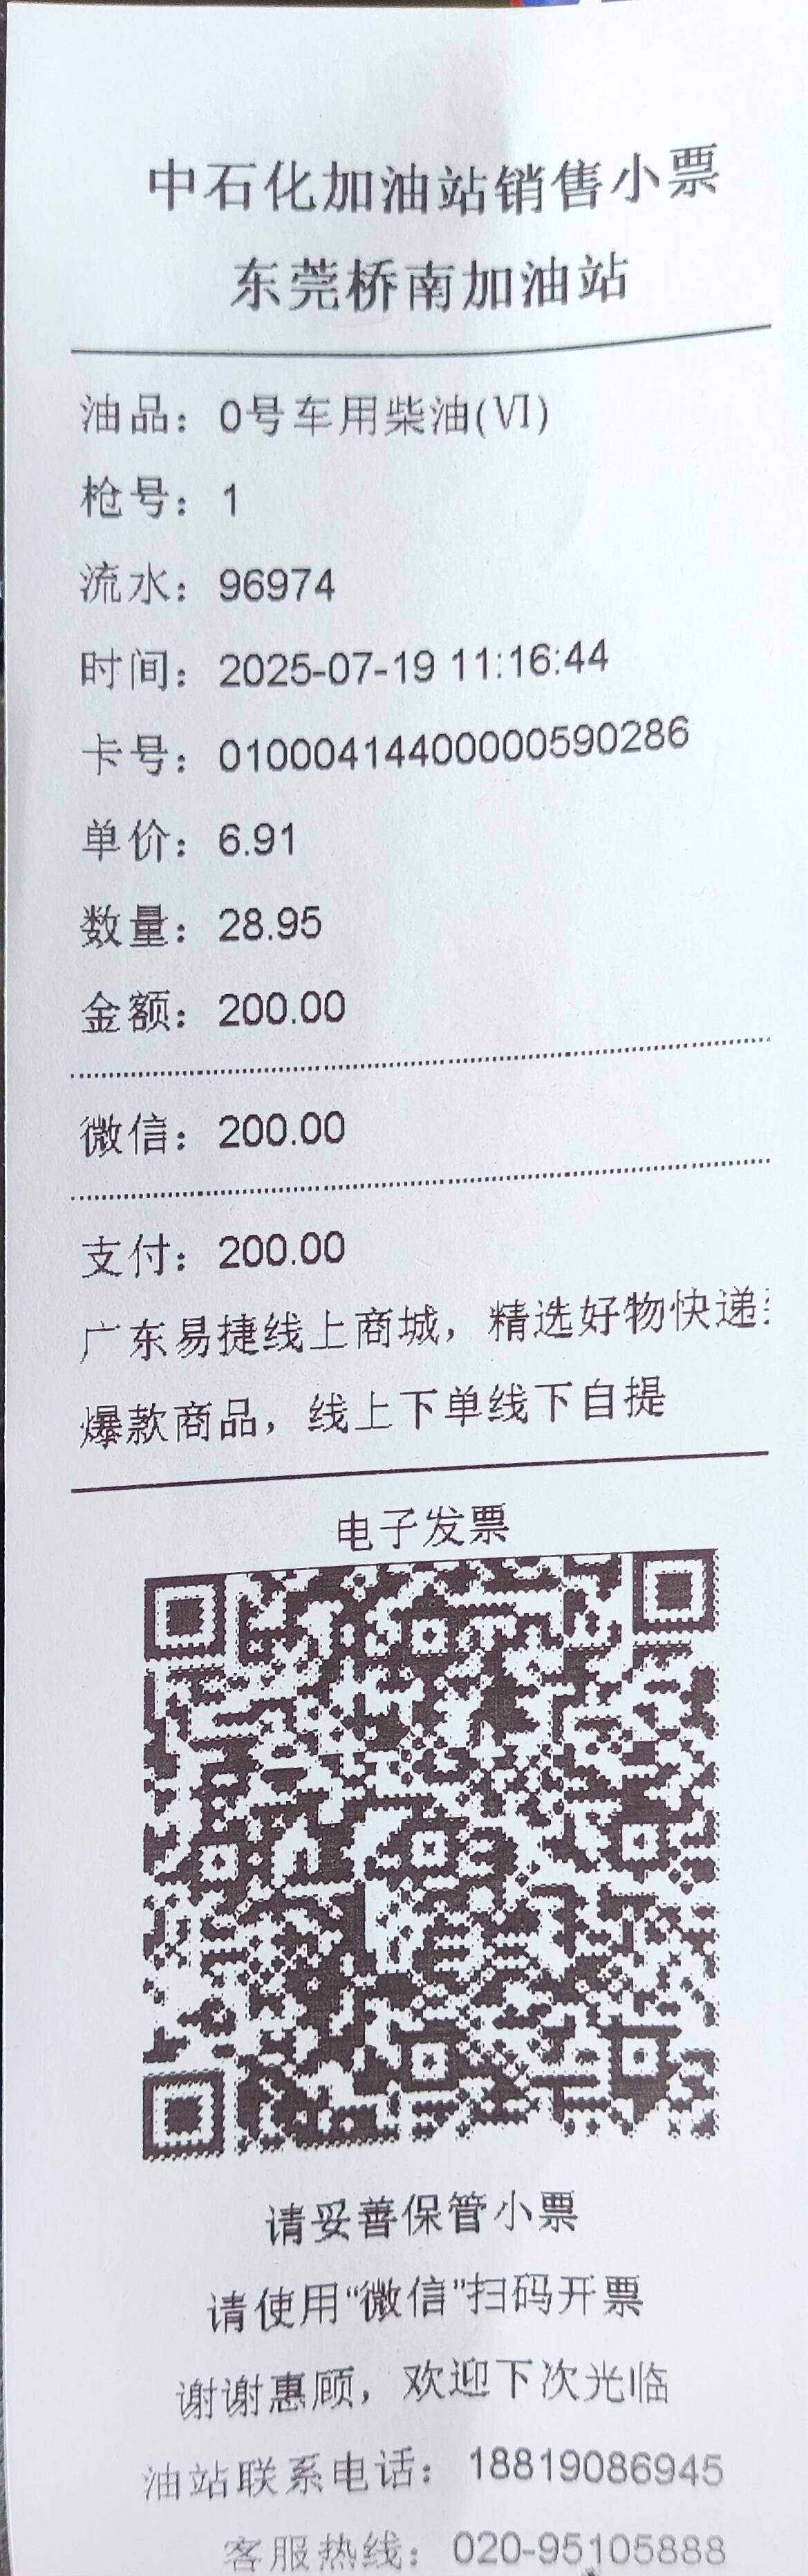 中石化加油站销售小票
东莞桥南加油站
油品：0号车用柴油(Ⅵ)
枪号：1
流水：96974
时间：2025-07-19 11:16:44
卡号：0100041440000590286
单价：6.91
数量：28.95
金额：200.00
微信：200.00
支付：200.00
广东易捷线上商城，精选好物快递
爆款商品，线上下单线下自提
电子发票
请妥善保管小票
请使用“微信”扫码开票
谢谢惠顾，欢迎下次光临
油站联系电话：18819086945
客服热线：020-95105888